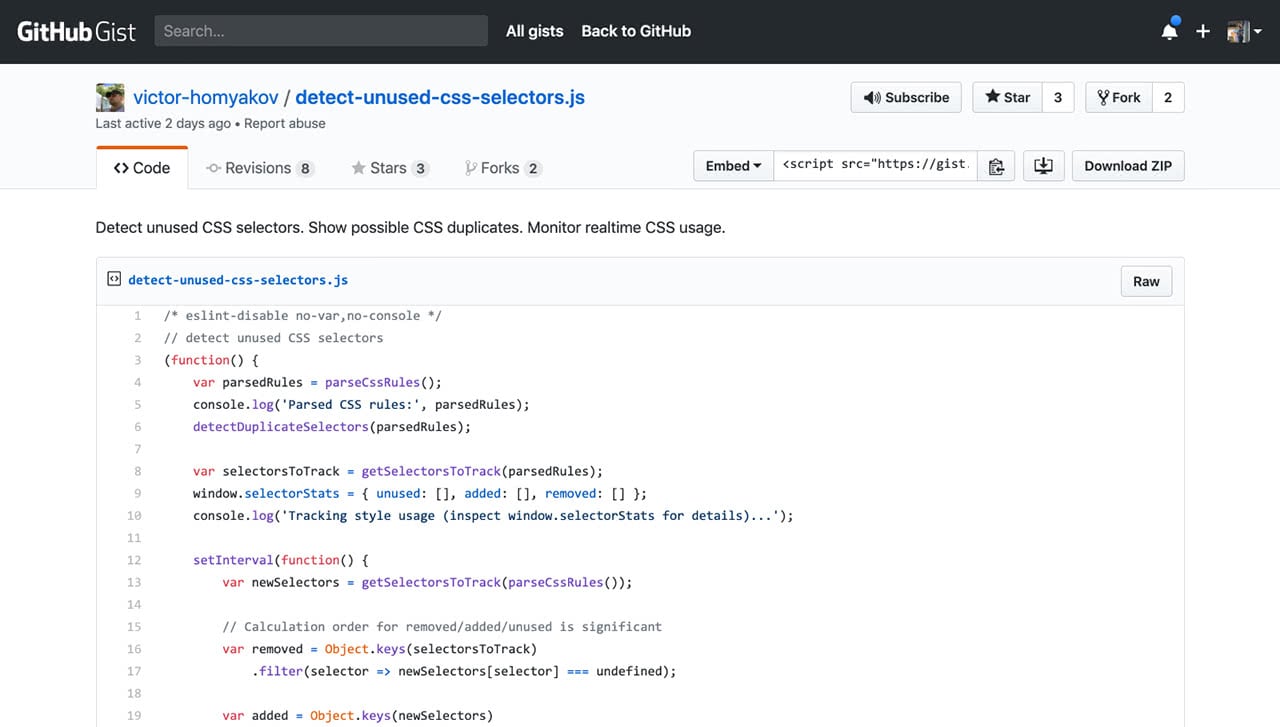 GitHub Gist Search... All gists Back to GitHub
victor-homyakov / detect-unused-css-selectors.js
Subscribe Star 3 Fork 2
Last active 2 days ago • Report abuse
Code Revisions 8 Stars 3 Forks 2
Embed <script src="https://gist. Download ZIP
Detect unused CSS selectors. Show possible CSS duplicates. Monitor realtime CSS usage.
detect-unused-css-selectors.js Raw
1 /* eslint-disable no-var,no-console */
2 // detect unused CSS selectors
3 (function() {
4 var parsedRules = parseCssRules();
5 console.log('Parsed CSS rules:', parsedRules);
6 detectDuplicateSelectors(parsedRules);
7
8 var selectorsToTrack = getSelectorsToTrack(parsedRules);
9 window.selectorStats = { unused: [], added: [], removed: [] };
10 console.log('Tracking style usage (inspect window.selectorStats for details)...');
11
12 setInterval(function() {
13 var newSelectors = getSelectorsToTrack(parseCssRules());
14
15 // Calculation order for removed/added/unused is significant
16 var removed = Object.keys(selectorsToTrack)
17 .filter(selector => newSelectors[selector] === undefined);
18
19 var added = Object.keys(newSelectors)